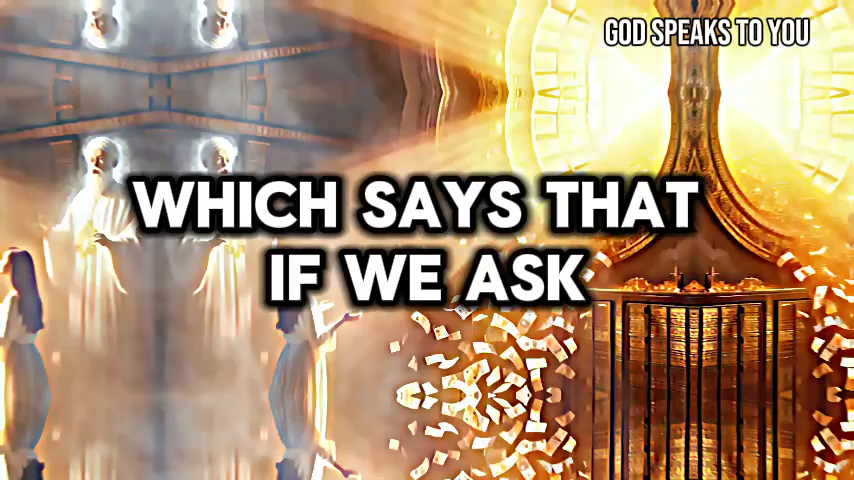 GOD SPEAKS TO YOU
WHICH SAYS THAT
IF WE ASK